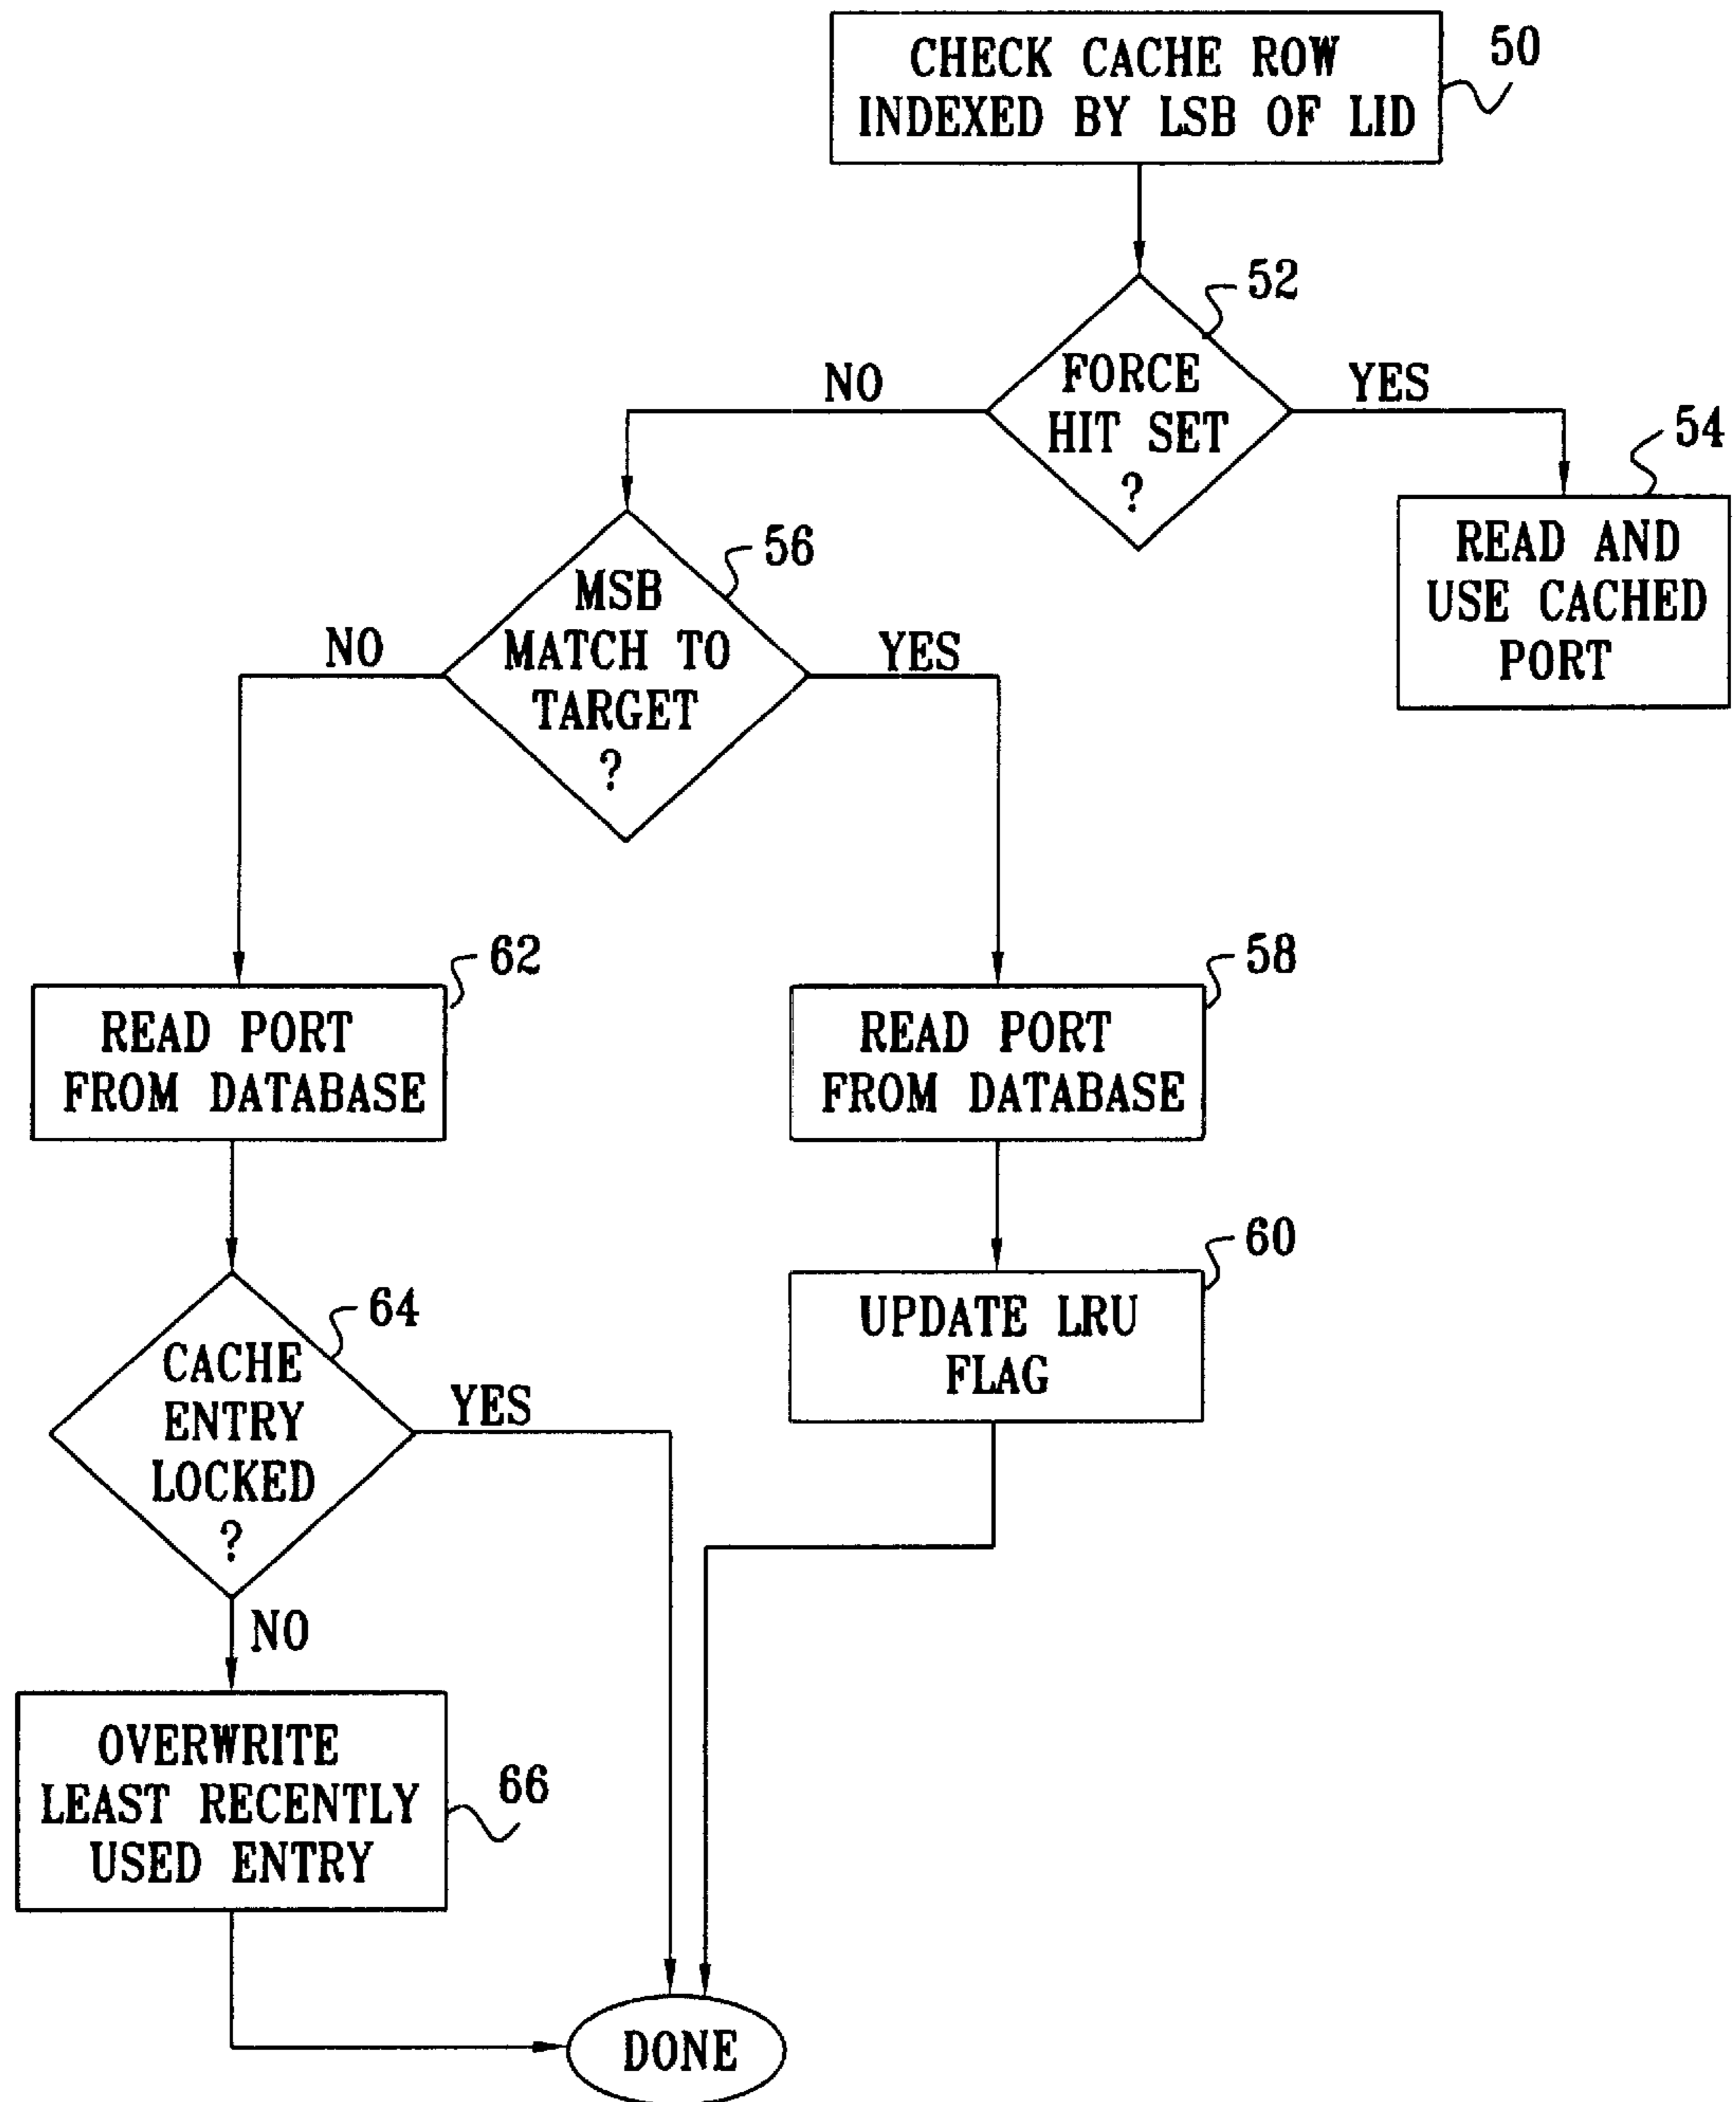 CHECK CACHE ROW
INDEXED BY LSB OF LID
50
52
FORCE
HIT SET
?
NO
YES
54
READ AND
USE CACHED
PORT
56
MSB
MATCH TO
TARGET
?
NO
YES
62
READ PORT
FROM DATABASE
58
READ PORT
FROM DATABASE
60
UPDATE LRU
FLAG
64
CACHE
ENTRY
LOCKED
?
YES
NO
OVERWRITE
LEAST RECENTLY
USED ENTRY
66
DONE